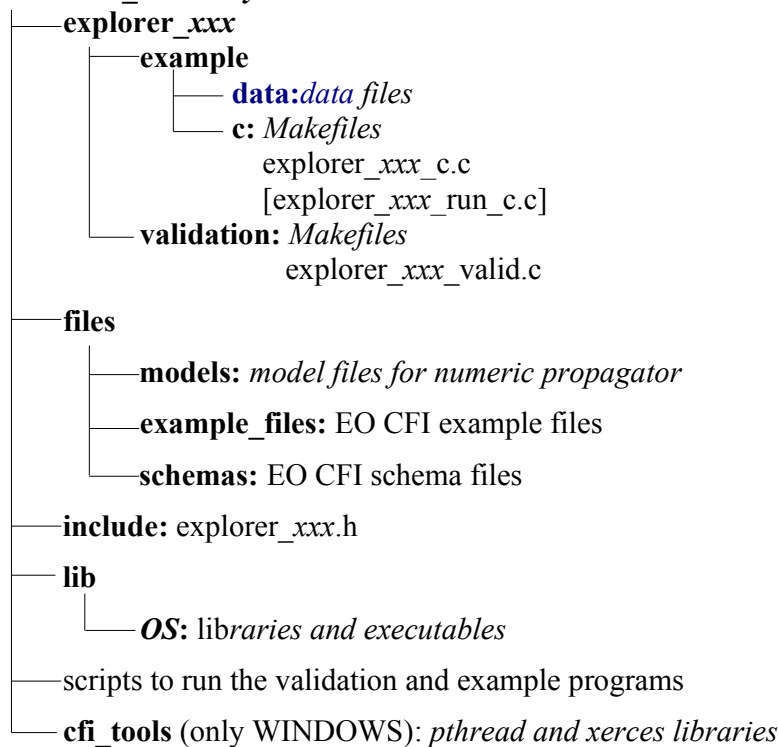 explorer_xxx
example
data:data files
c: Makefiles
explorer_xxx_c.c
[explorer_xxx_run_c.c]
validation: Makefiles
explorer_xxx_valid.c
files
models: model files for numeric propagator
example_files: EO CFI example files
schemas: EO CFI schema files
include: explorer_xxx.h
lib
OS: libraries and executables
scripts to run the validation and example programs
cfi_tools (only WINDOWS): pthread and xerces libraries